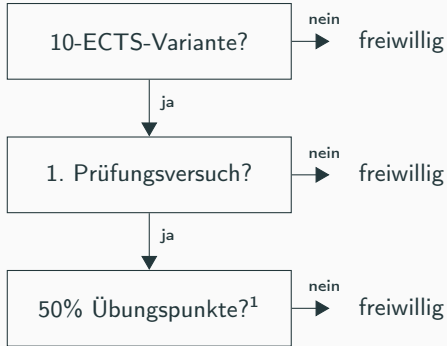 10-ECTS-Variante?
nein
freiwillig
ja
1. Prüfungsversuch?
nein
freiwillig
ja
50% Übungspunkte?¹
nein
freiwillig